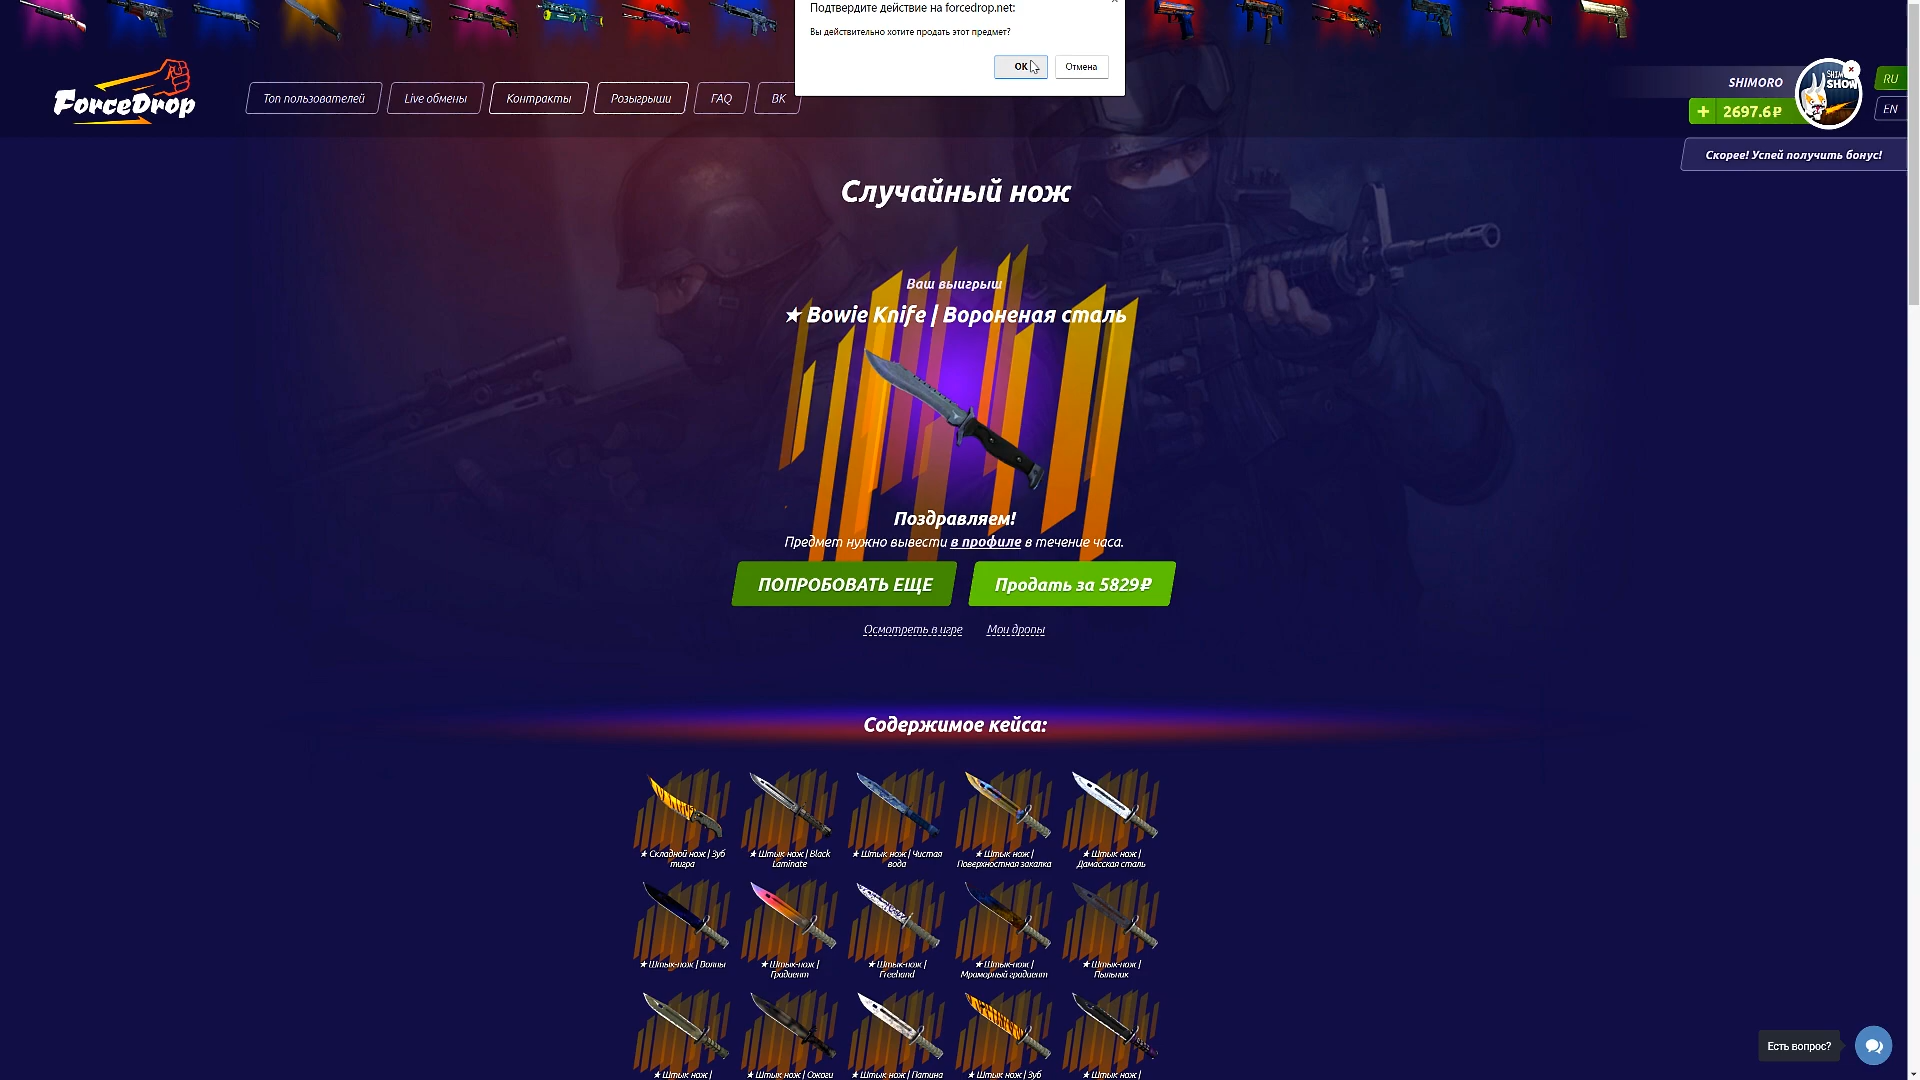 Подтвердите действие на forcedrop.net:
Вы действительно хотите продать этот предмет?
OK
Отмена
ForceDrop
Топ пользователей
Live обмены
Контракты
Розыгрыши
FAQ
ВК
SHIMORO
+ 2697.6₽
SHOW
RU
EN
Скорее! Успей получить бонус!
Случайный нож
Ваш выигрыш
★ Bowie Knife | Вороненая сталь
Поздравляем!
Предмет нужно вывести в профиле в течение часа.
ПОПРОБОВАТЬ ЕЩЕ
Продать за 5829₽
Осмотреть в игре
Мои дропы
Содержимое кейса:
★ Складной нож | Зуб
тигра
★ Штык нож | Black
Laminate
★ Штык нож | Чистая
вода
★ Штык нож |
Поверхностная закалка
★ Штык нож |
Дамасская сталь
★ Штык-нож | Волны
★ Штык-нож |
Градиент
★ Штык-нож |
Freehand
★ Штык-нож |
Мраморный градиент
★ Штык-нож |
Пыльник
★ Штык нож |
★ Штык нож | Ожоги
★ Штык нож | Патина
★ Штык нож | Зуб
★ Штык нож |
Есть вопрос?